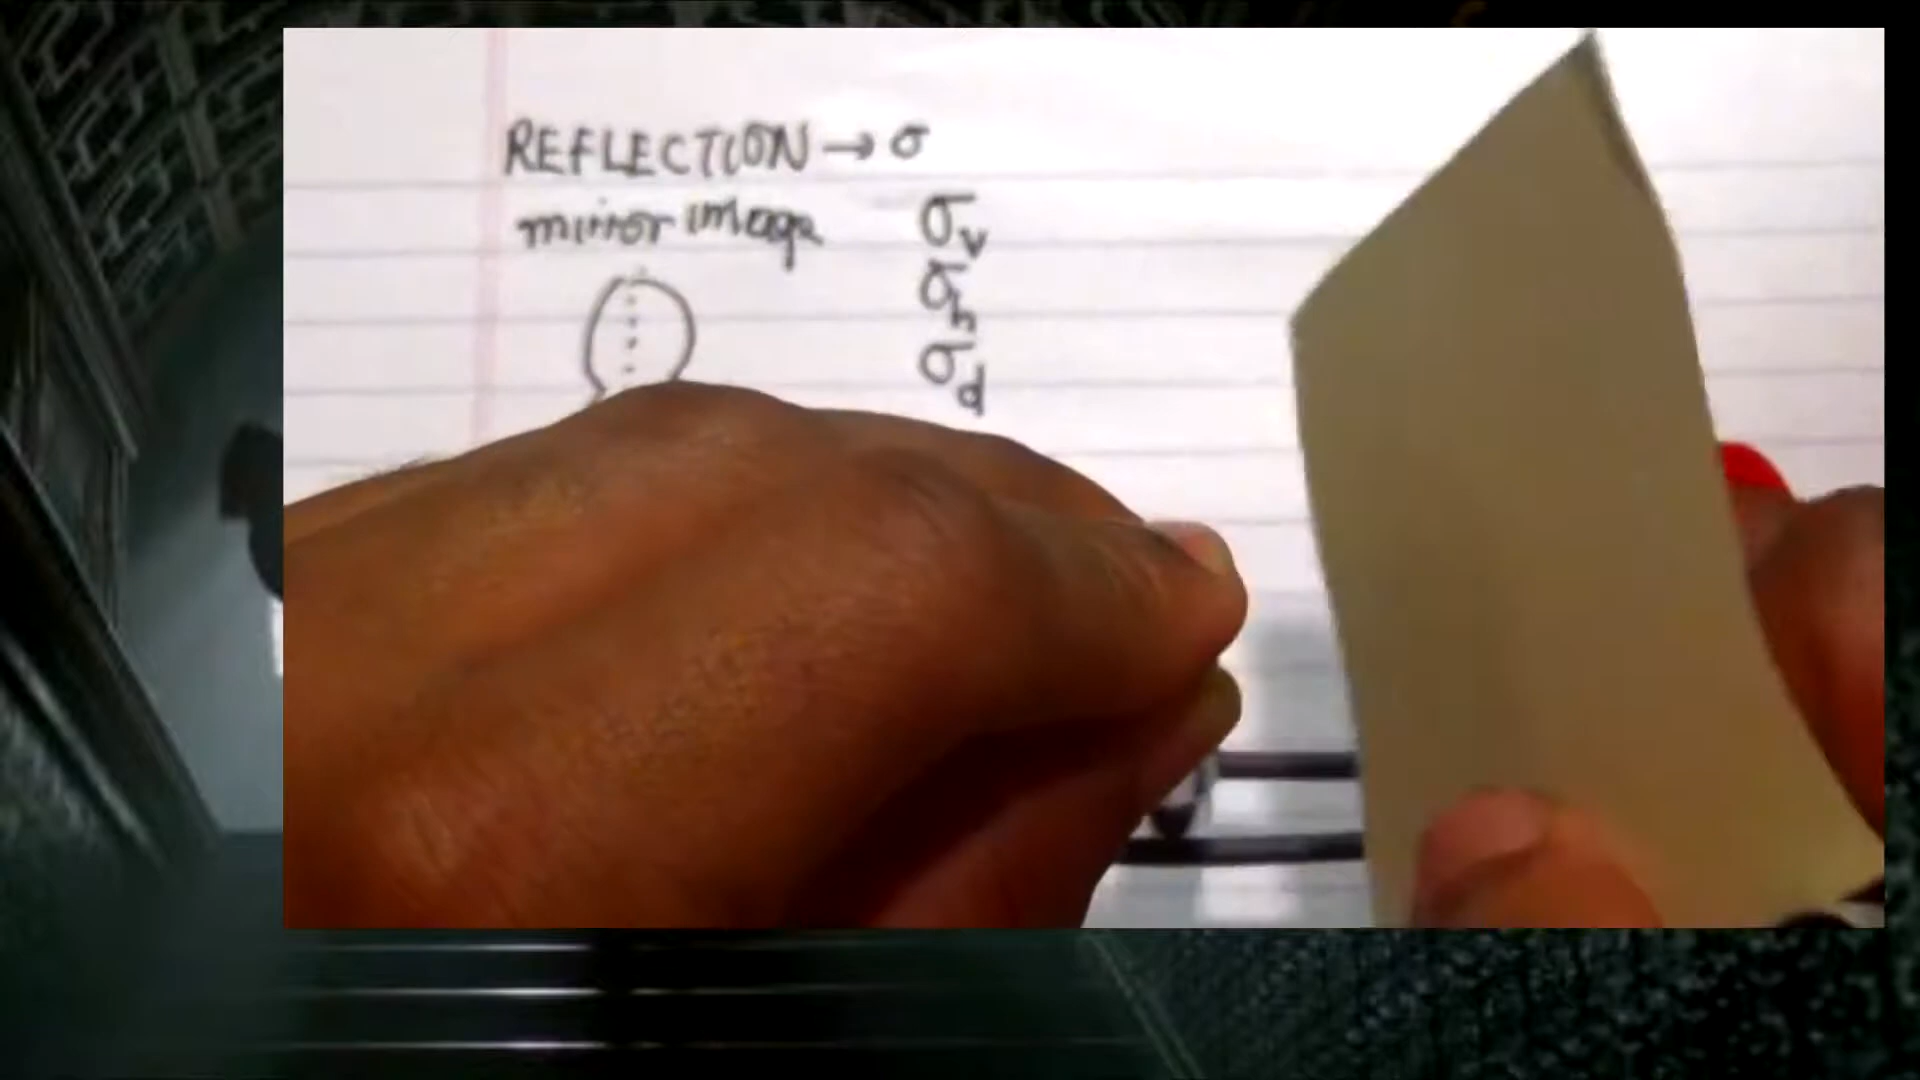 REFLECTION → σ
mirror image
σv
σh
σd